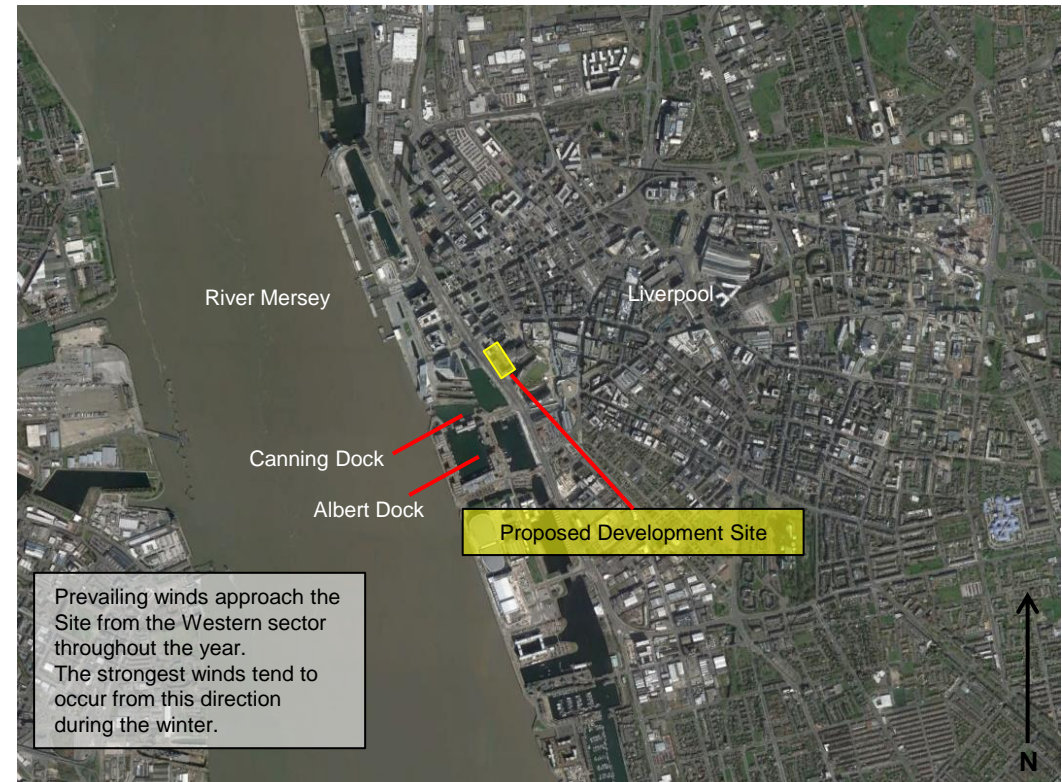 River Mersey
Liverpool
Canning Dock
Albert Dock
Proposed Development Site
Prevailing winds approach the
Site from the Western sector
throughout the year.
The strongest winds tend to
occur from this direction
during the winter.
N